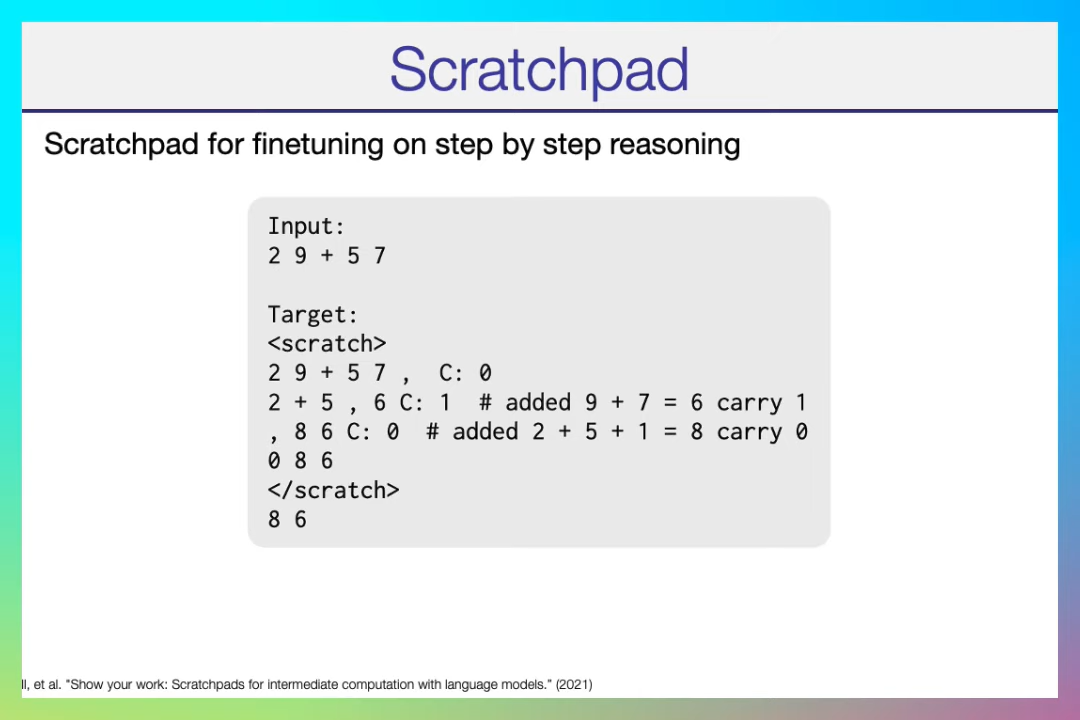 Scratchpad
Scratchpad for finetuning on step by step reasoning
Input:
2 9 + 5 7
Target:
<scratch>
2 9 + 5 7 ,  C: 0
2 + 5 , 6 C: 1  # added 9 + 7 = 6 carry 1
, 8 6 C: 0  # added 2 + 5 + 1 = 8 carry 0
0 8 6
</scratch>
8 6
et al. "Show your work: Scratchpads for intermediate computation with language models." (2021)